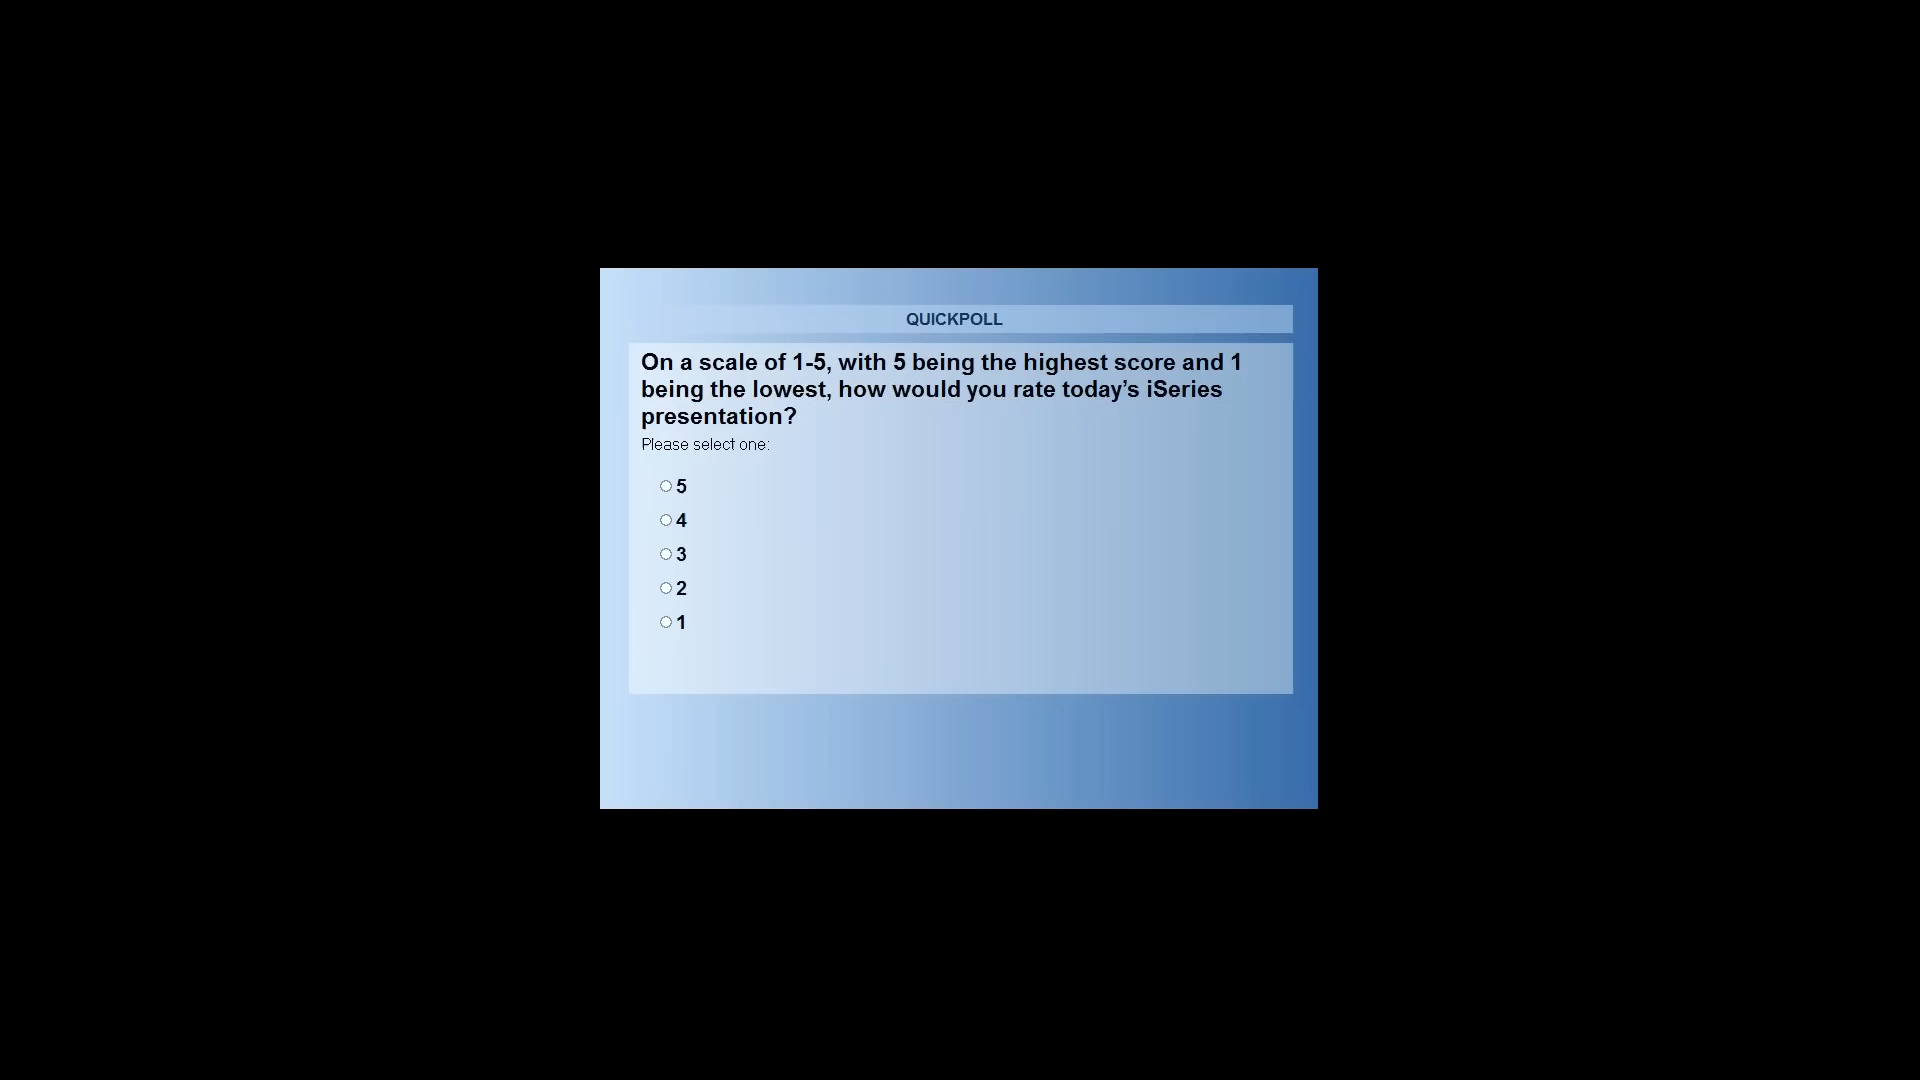 QUICKPOLL
On a scale of 1-5, with 5 being the highest score and 1
being the lowest, how would you rate today’s iSeries
presentation?
Please select one:
5
4
3
2
1